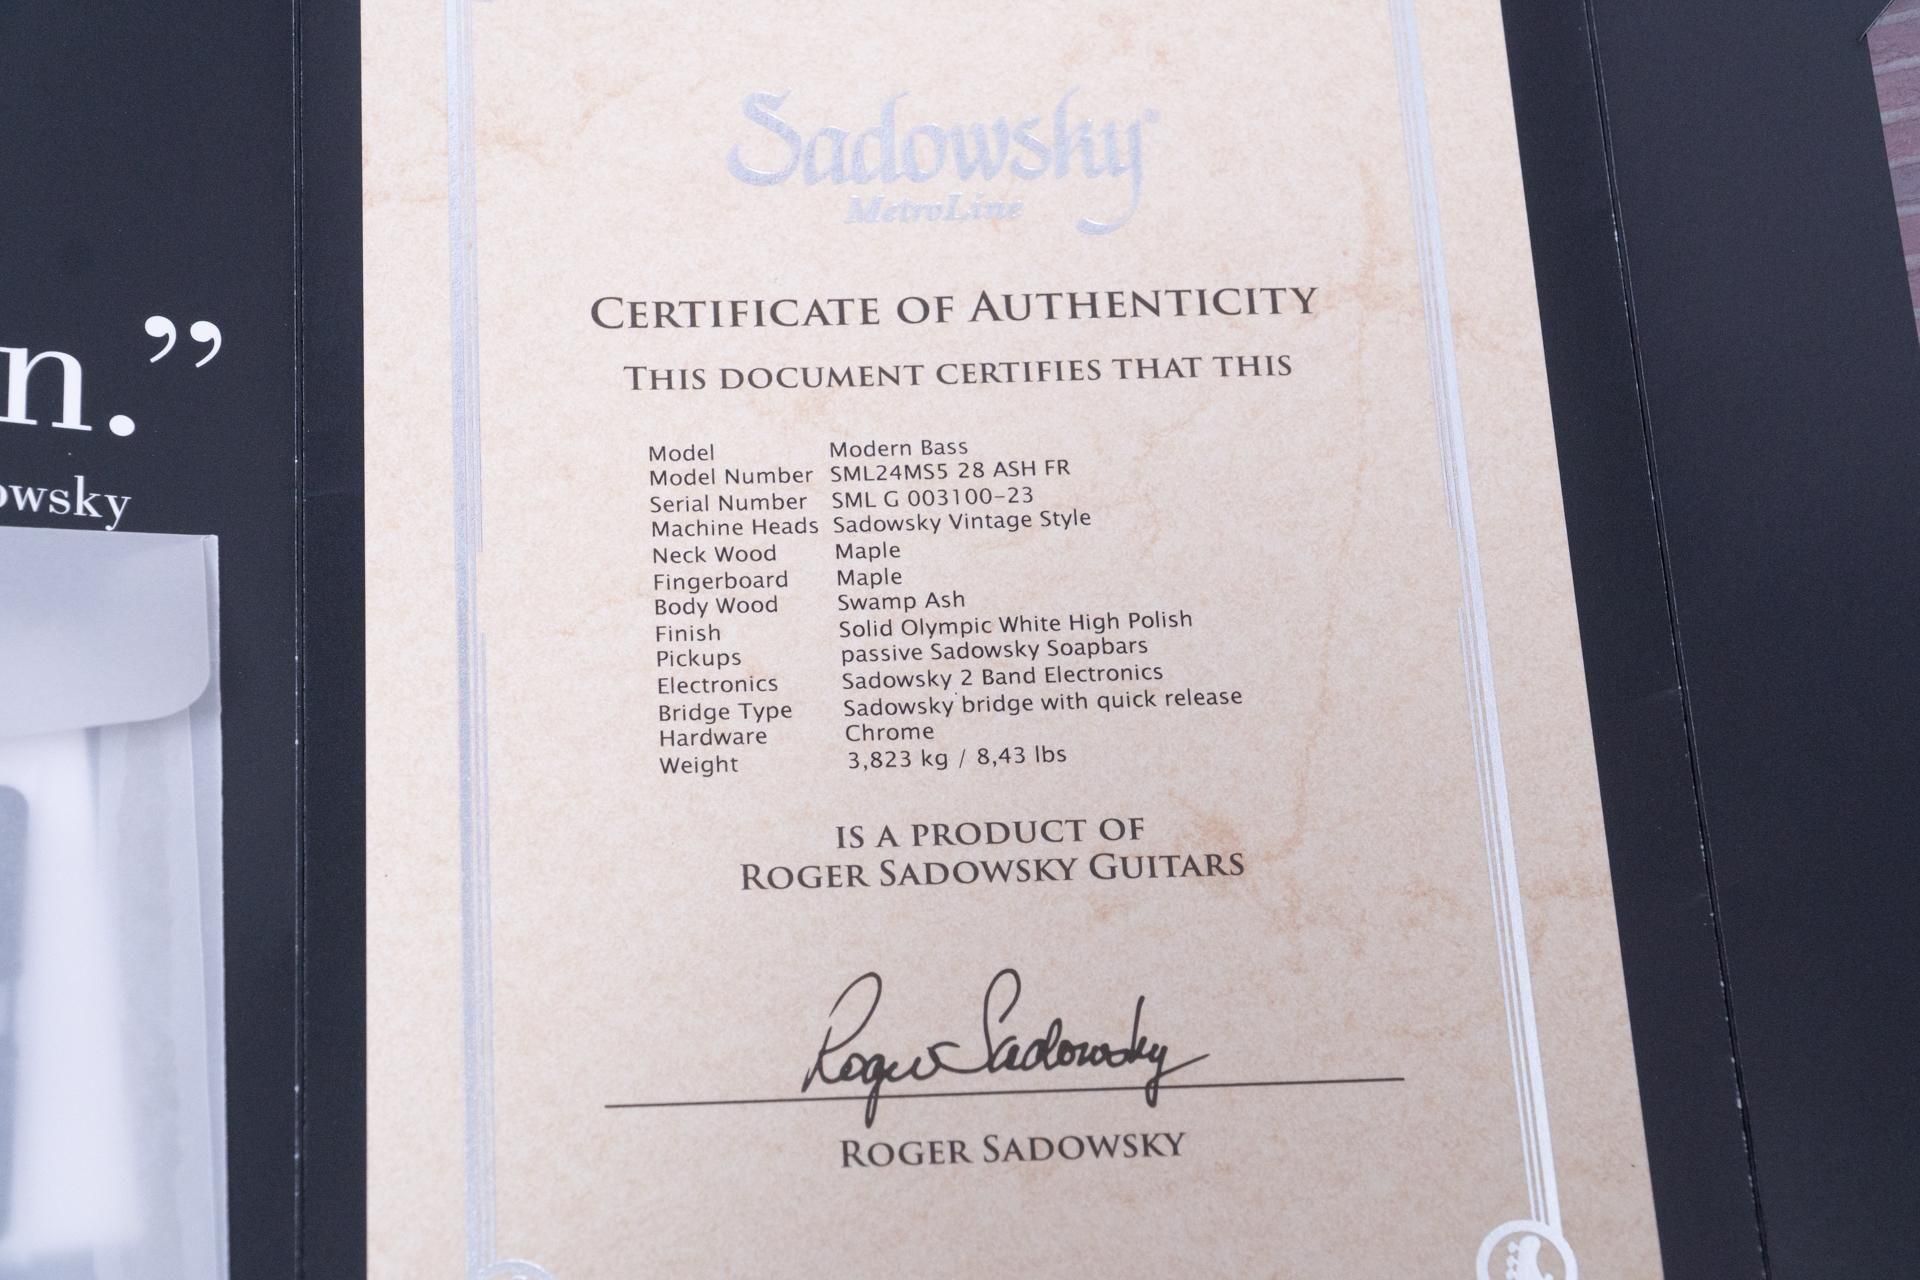 n.”
owsky
Sadowsky®
MetroLine
CERTIFICATE OF AUTHENTICITY
THIS DOCUMENT CERTIFIES THAT THIS
Model Modern Bass
Model Number SML24MS5 28 ASH FR
Serial Number SML G 003100-23
Machine Heads Sadowsky Vintage Style
Neck Wood Maple
Fingerboard Maple
Body Wood Swamp Ash
Finish Solid Olympic White High Polish
Pickups passive Sadowsky Soapbars
Electronics Sadowsky 2 Band Electronics
Bridge Type Sadowsky bridge with quick release
Hardware Chrome
Weight 3,823 kg / 8,43 lbs
IS A PRODUCT OF
ROGER SADOWSKY GUITARS
Roger Sadowsky
ROGER SADOWSKY